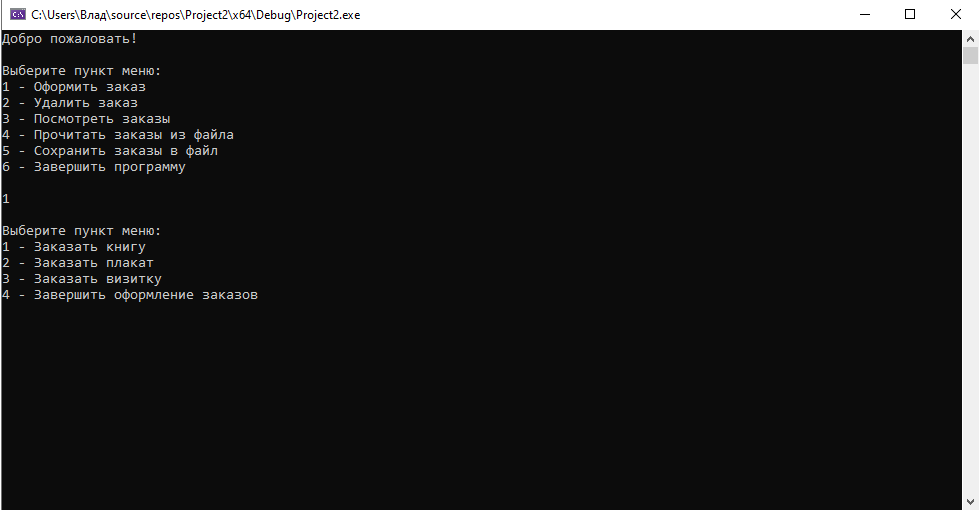 C:\Users\Влад\source\repos\Project2\x64\Debug\Project2.exe
Добро пожаловать!
Выберите пункт меню:
1 - Оформить заказ
2 - Удалить заказ
3 - Посмотреть заказы
4 - Прочитать заказы из файла
5 - Сохранить заказы в файл
6 - Завершить программу
1
Выберите пункт меню:
1 - Заказать книгу
2 - Заказать плакат
3 - Заказать визитку
4 - Завершить оформление заказов